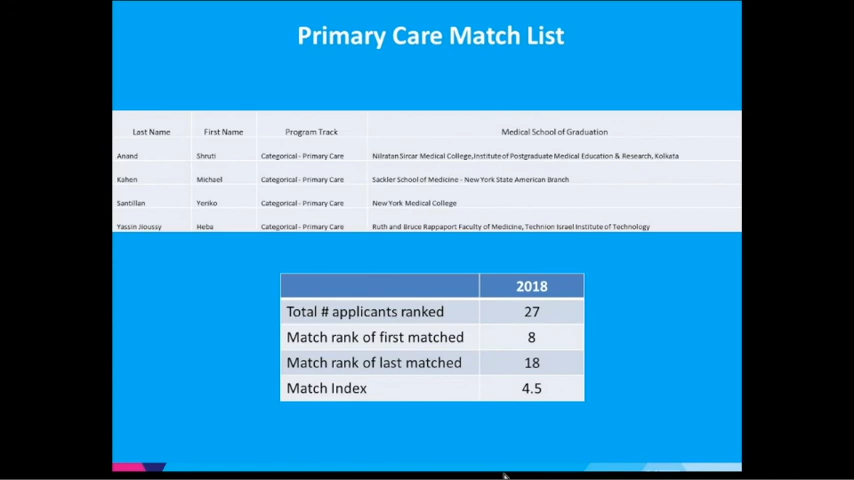 Primary Care Match List
Last Name First Name Program Track Medical School of Graduation
Anand Shruti Categorical - Primary Care Nilratan Sircar Medical College,Institute of Postgraduate Medical Education & Research, Kolkata
Kahen Michael Categorical - Primary Care Sackler School of Medicine - New York State American Branch
Santillan Yeriko Categorical - Primary Care New York Medical College
Yassin Jioussy Heba Categorical - Primary Care Ruth and Bruce Rappaport Faculty of Medicine, Technion Israel Institute of Technology
2018
Total # applicants ranked 27
Match rank of first matched 8
Match rank of last matched 18
Match Index 4.5